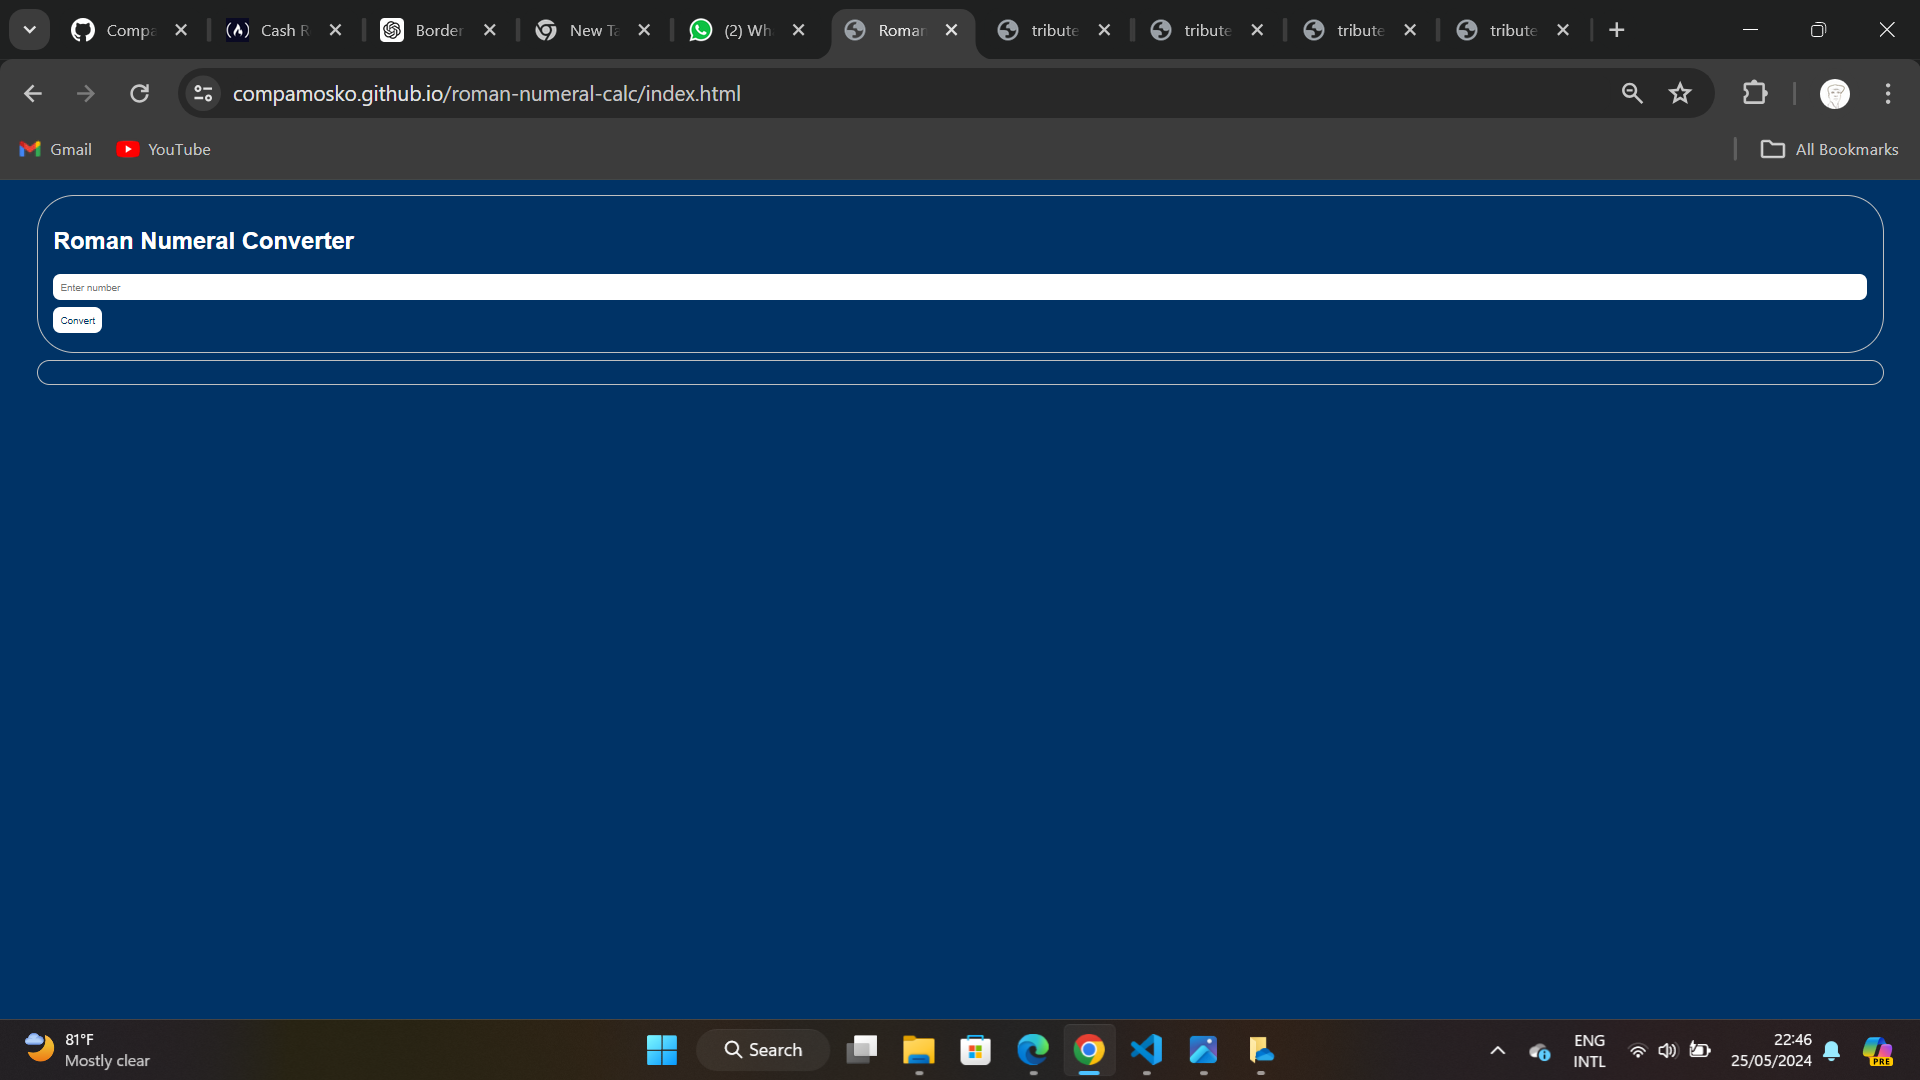 Compa
Cash R
Border
New Ta
(2) Wh
Roman
tribute
tribute
tribute
tribute
compamosko.github.io/roman-numeral-calc/index.html
Gmail
YouTube
All Bookmarks
Roman Numeral Converter
Enter number
Convert
81°F
Mostly clear
Search
ENG
INTL
22:46
25/05/2024
PRE